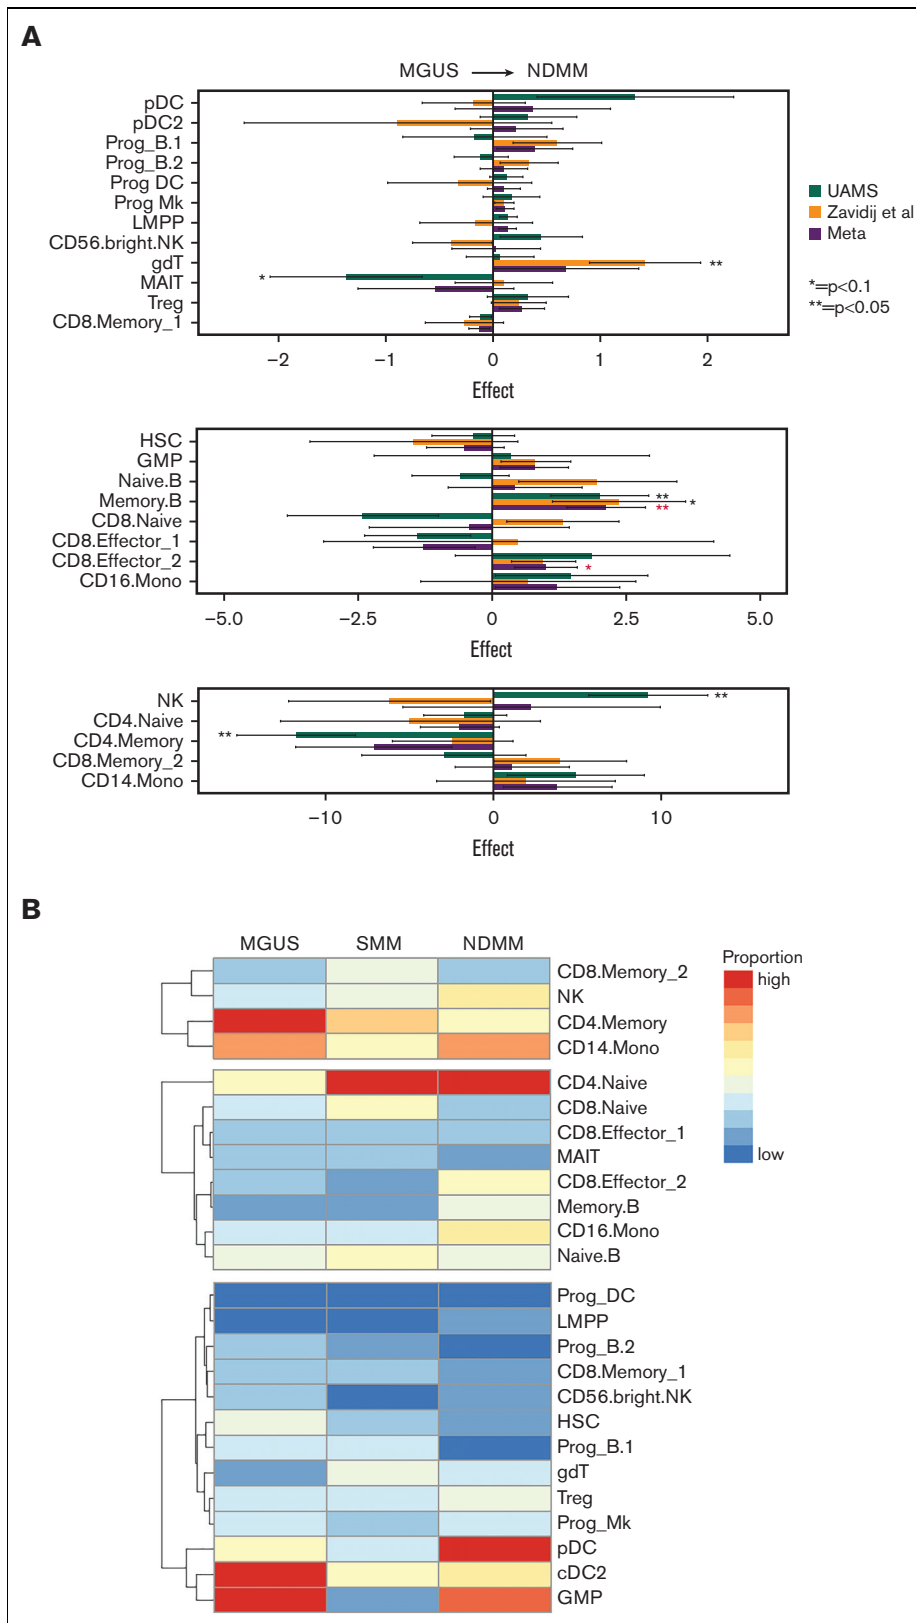 A
MGUS → NDMM
pDC
pDC2
Prog_B.1
Prog_B.2
Prog DC
Prog Mk
LMPP
CD56.bright.NK
gdT
**
MAIT
*
Treg
CD8.Memory_1
−2 −1 0 1 2
Effect
UAMS
Zavidij et al
Meta
*=p<0.1
**=p<0.05
HSC
GMP
Naive.B
Memory.B
**
*
**
CD8.Naive
CD8.Effector_1
CD8.Effector_2
*
CD16.Mono
−5.0 −2.5 0 2.5 5.0
Effect
NK
**
CD4.Naive
CD4.Memory
**
CD8.Memory_2
CD14.Mono
−10 0 10
Effect
B
MGUS SMM NDMM
CD8.Memory_2
NK
CD4.Memory
CD14.Mono
CD4.Naive
CD8.Naive
CD8.Effector_1
MAIT
CD8.Effector_2
Memory.B
CD16.Mono
Naive.B
Prog_DC
LMPP
Prog_B.2
CD8.Memory_1
CD56.bright.NK
HSC
Prog_B.1
gdT
Treg
Prog_Mk
pDC
cDC2
GMP
Proportion
high
low